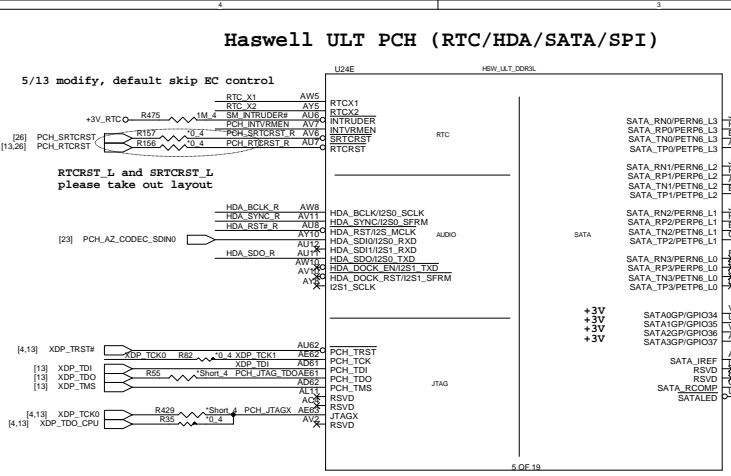 4 3
Haswell ULT PCH (RTC/HDA/SATA/SPI)
U24E HSW_ULT_DDR3L
5/13 modify, default skip EC control
RTC_X1 AW5 RTCX1
RTC_X2 AY5 RTCX2
+3V_RTC R475 1M_4 SM_INTRUDER# AU6 INTRUDER
PCH_INTVRMEN AV7 INTVRMEN
[26] PCH_SRTCRST R157 *0_4 PCH_SRTCRST_R AV6 SRTCRST
[13,26] PCH_RTCRST R156 *0_4 PCH_RTCRST_R AU7 RTCRST
RTC
RTCRST_L and SRTCRST_L
please take out layout
SATA_RN0/PERN6_L3
SATA_RP0/PERP6_L3
SATA_TN0/PETN6_L3
SATA_TP0/PETP6_L3
SATA_RN1/PERN6_L2
SATA_RP1/PERP6_L2
SATA_TN1/PETN6_L2
SATA_TP1/PETP6_L2
HDA_BCLK_R AW8 HDA_BCLK/I2S0_SCLK
HDA_SYNC_R AV11 HDA_SYNC/I2S0_SFRM
HDA_RST#_R AU8 HDA_RST/I2S_MCLK
[23] PCH_AZ_CODEC_SDIN0 AY10 HDA_SDI0/I2S0_RXD
AU12 HDA_SDI1/I2S1_RXD
HDA_SDO_R AU11 HDA_SDO/I2S0_TXD
AW10 HDA_DOCK_EN/I2S1_TXD
AV10 HDA_DOCK_RST/I2S1_SFRM
I2S1_SCLK
AUDIO SATA
SATA_RN2/PERN6_L1
SATA_RP2/PERP6_L1
SATA_TN2/PETN6_L1
SATA_TP2/PETP6_L1
SATA_RN3/PERN6_L0
SATA_RP3/PERP6_L0
SATA_TN3/PETN6_L0
SATA_TP3/PETP6_L0
+3V SATA0GP/GPIO34
+3V SATA1GP/GPIO35
+3V SATA2GP/GPIO36
+3V SATA3GP/GPIO37
[4,13] XDP_TRST# AU62 PCH_TRST
XDP_TCK0 R82 *0_4 XDP_TCK1 AE62 PCH_TCK
[13] XDP_TDI XDP_TDI AD61 PCH_TDI
[13] XDP_TDO R55 *Short_4 PCH_JTAG_TDO AE61 PCH_TDO
[13] XDP_TMS AD62 PCH_TMS
AL11 RSVD
RSVD
[4,13] XDP_TCK0 R429 *Short_4 PCH_JTAGX AE63 JTAGX
[4,13] XDP_TDO_CPU R35 *0_4 AV2 RSVD
JTAG
SATA_IREF
RSVD
RSVD
SATA_RCOMP
SATALED
5 OF 19